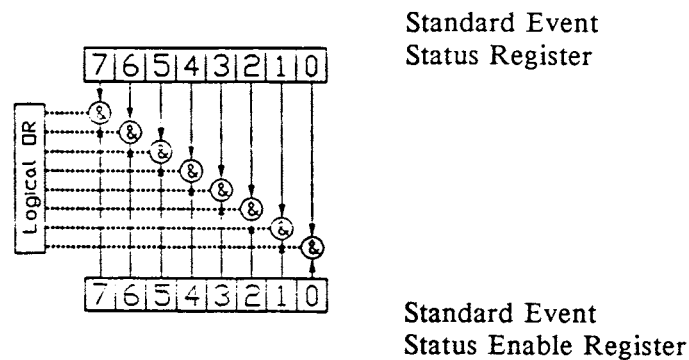 Standard Event
Status Register
7 6 5 4 3 2 1 0
Logical OR
&
&
&
&
&
&
&
&
7 6 5 4 3 2 1 0
Standard Event
Status Enable Register